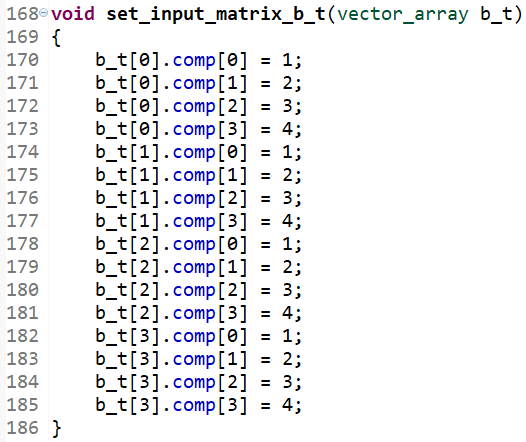 168 void set_input_matrix_b_t(vector_array b_t)
169 {
170     b_t[0].comp[0] = 1;
171     b_t[0].comp[1] = 2;
172     b_t[0].comp[2] = 3;
173     b_t[0].comp[3] = 4;
174     b_t[1].comp[0] = 1;
175     b_t[1].comp[1] = 2;
176     b_t[1].comp[2] = 3;
177     b_t[1].comp[3] = 4;
178     b_t[2].comp[0] = 1;
179     b_t[2].comp[1] = 2;
180     b_t[2].comp[2] = 3;
181     b_t[2].comp[3] = 4;
182     b_t[3].comp[0] = 1;
183     b_t[3].comp[1] = 2;
184     b_t[3].comp[2] = 3;
185     b_t[3].comp[3] = 4;
186 }